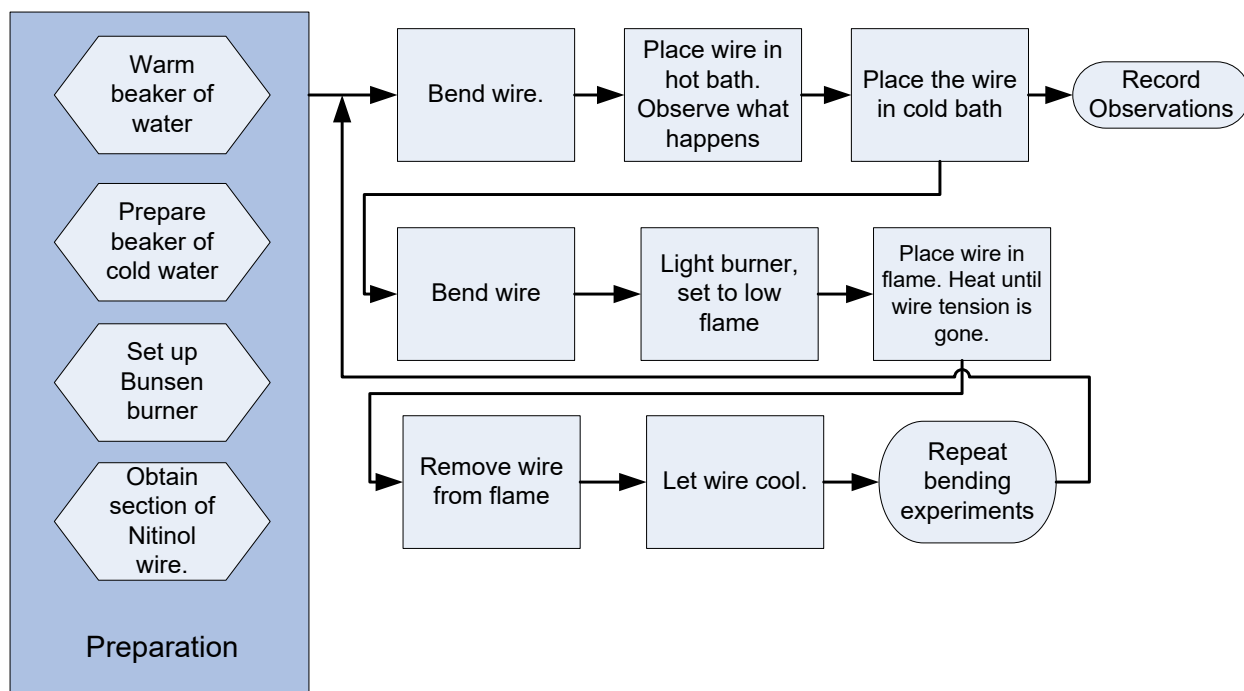 Warm
beaker of
water
Prepare
beaker of
cold water
Set up
Bunsen
burner
Obtain
section of
Nitinol
wire.
Preparation
Bend wire.
Place wire in
hot bath.
Observe what
happens
Place the wire
in cold bath
Record
Observations
Bend wire
Light burner,
set to low
flame
Place wire in
flame. Heat until
wire tension is
gone.
Remove wire
from flame
Let wire cool.
Repeat
bending
experiments